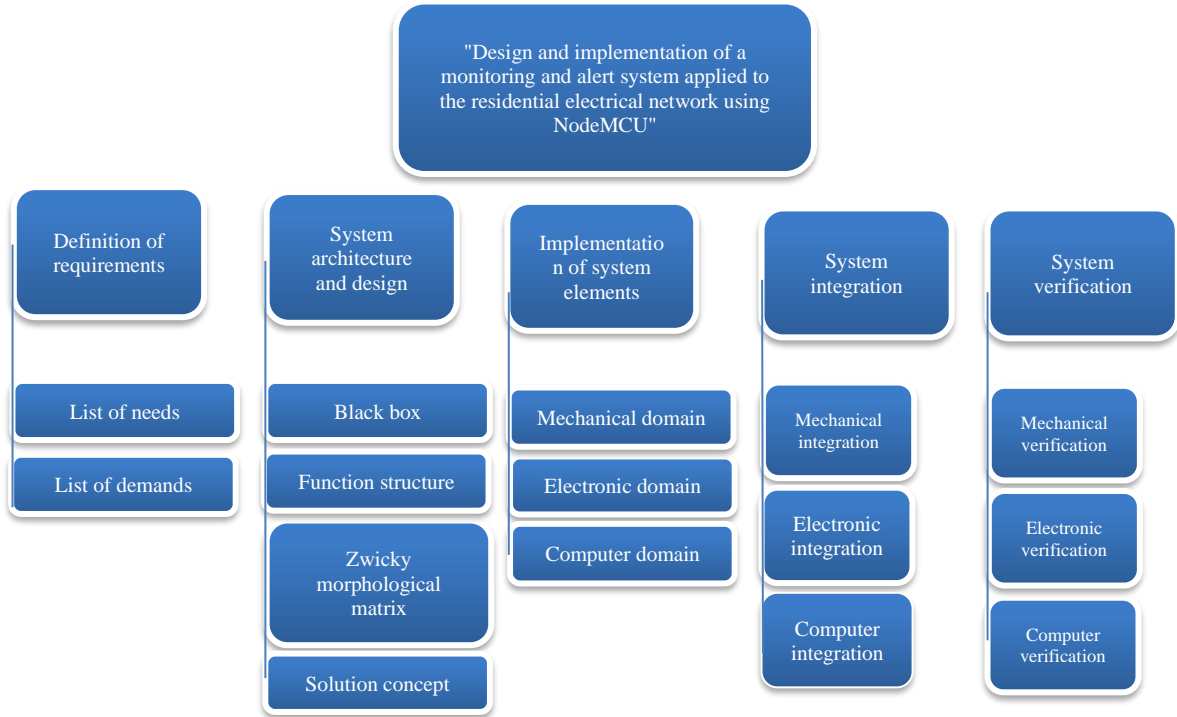 "Design and implementation of a
monitoring and alert system applied to
the residential electrical network using
NodeMCU"
Definition of
requirements
List of needs
List of demands
System
architecture
and design
Black box
Function structure
Zwicky
morphological
matrix
Solution concept
Implementatio
n of system
elements
Mechanical domain
Electronic domain
Computer domain
System
integration
Mechanical
integration
Electronic
integration
Computer
integration
System
verification
Mechanical
verification
Electronic
verification
Computer
verification